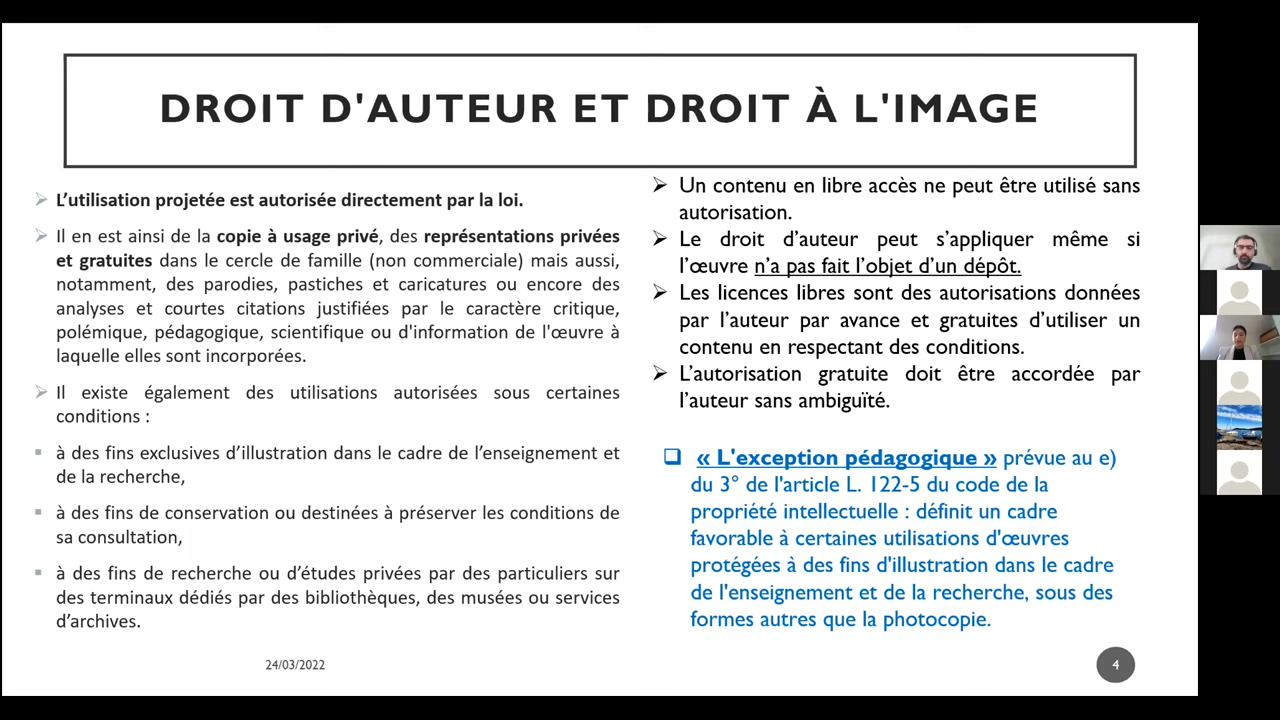 DROIT D'AUTEUR ET DROIT À L'IMAGE
➢ L'utilisation projetée est autorisée directement par la loi.
➢ Il en est ainsi de la copie à usage privé, des représentations privées
et gratuites dans le cercle de famille (non commerciale) mais aussi,
notamment, des parodies, pastiches et caricatures ou encore des
analyses et courtes citations justifiées par le caractère critique,
polémique, pédagogique, scientifique ou d'information de l'œuvre à
laquelle elles sont incorporées.
➢ Il existe également des utilisations autorisées sous certaines
conditions :
▪ à des fins exclusives d'illustration dans le cadre de l'enseignement et
de la recherche,
▪ à des fins de conservation ou destinées à préserver les conditions de
sa consultation,
▪ à des fins de recherche ou d'études privées par des particuliers sur
des terminaux dédiés par des bibliothèques, des musées ou services
d'archives.
➢ Un contenu en libre accès ne peut être utilisé sans
autorisation.
➢ Le droit d'auteur peut s'appliquer même si
l'œuvre n'a pas fait l'objet d'un dépôt.
➢ Les licences libres sont des autorisations données
par l'auteur par avance et gratuites d'utiliser un
contenu en respectant des conditions.
➢ L'autorisation gratuite doit être accordée par
l'auteur sans ambiguïté.
❑ « L'exception pédagogique » prévue au e)
du 3° de l'article L. 122-5 du code de la
propriété intellectuelle : définit un cadre
favorable à certaines utilisations d'œuvres
protégées à des fins d'illustration dans le cadre
de l'enseignement et de la recherche, sous des
formes autres que la photocopie.
24/03/2022
4